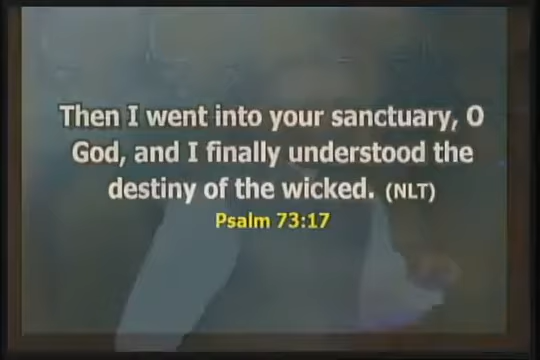 Then I went into your sanctuary, O
God, and I finally understood the
destiny of the wicked. (NLT)
Psalm 73:17